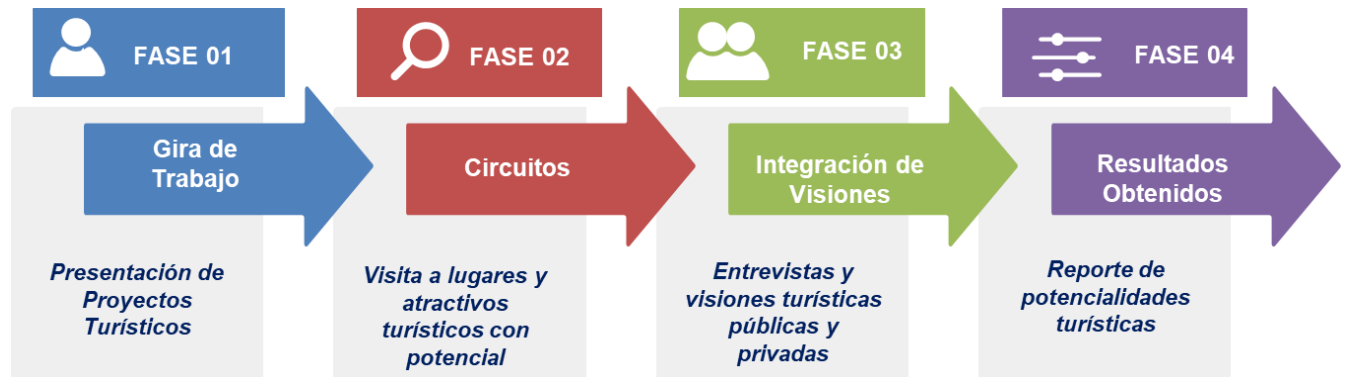 FASE 01
Gira de
Trabajo
Presentación de
Proyectos
Turísticos
FASE 02
Circuitos
Visita a lugares y
atractivos
turísticos con
potencial
FASE 03
Integración de
Visiones
Entrevistas y
visiones turísticas
públicas y
privadas
FASE 04
Resultados
Obtenidos
Reporte de
potencialidades
turísticas